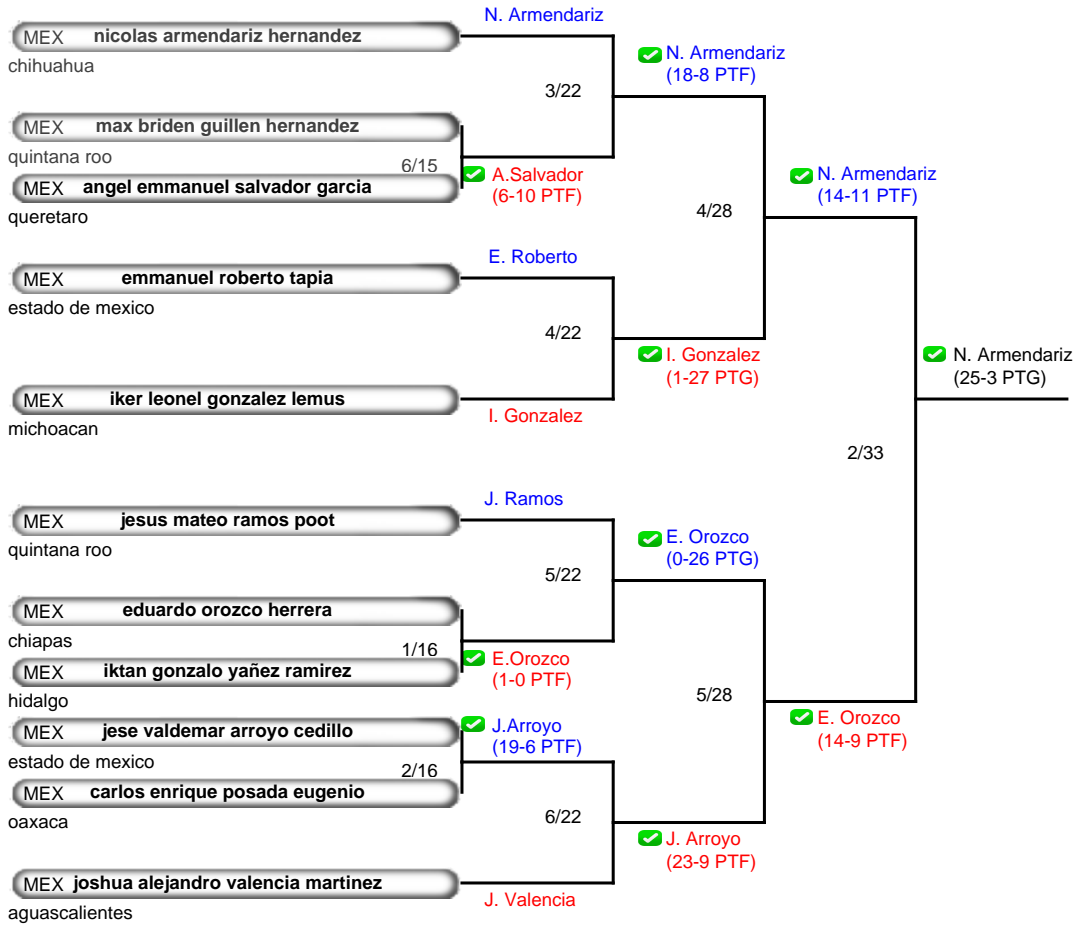 N. Armendariz
MEX nicolas armendariz hernandez
chihuahua
N. Armendariz
(18-8 PTF)
3/22
MEX max briden guillen hernandez
quintana roo
6/15
A.Salvador
(6-10 PTF)
MEX angel emmanuel salvador garcia
queretaro
N. Armendariz
(14-11 PTF)
4/28
E. Roberto
MEX emmanuel roberto tapia
estado de mexico
4/22
I. Gonzalez
(1-27 PTG)
N. Armendariz
(25-3 PTG)
MEX iker leonel gonzalez lemus
I. Gonzalez
michoacan
2/33
J. Ramos
MEX jesus mateo ramos poot
quintana roo
E. Orozco
(0-26 PTG)
5/22
MEX eduardo orozco herrera
chiapas
1/16
E.Orozco
(1-0 PTF)
MEX iktan gonzalo yañez ramirez
hidalgo
5/28
E. Orozco
(14-9 PTF)
MEX jese valdemar arroyo cedillo
J.Arroyo
(19-6 PTF)
estado de mexico
2/16
MEX carlos enrique posada eugenio
oaxaca
6/22
J. Arroyo
(23-9 PTF)
MEX joshua alejandro valencia martinez
J. Valencia
aguascalientes